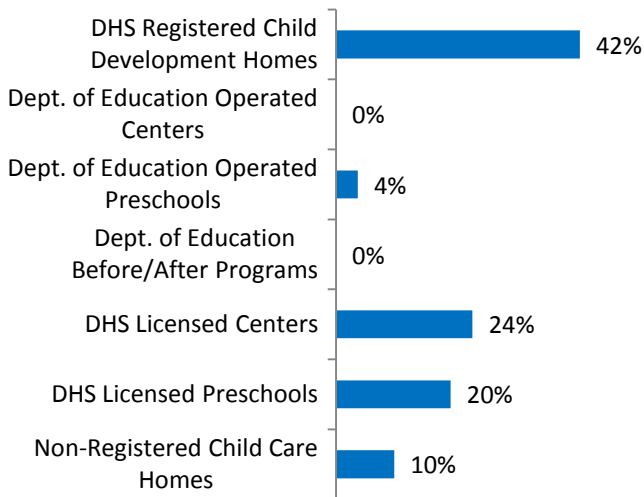 DHS Registered Child
Development Homes
42%
Dept. of Education Operated
Centers
0%
Dept. of Education Operated
Preschools
4%
Dept. of Education
Before/After Programs
0%
DHS Licensed Centers
24%
DHS Licensed Preschools
20%
Non-Registered Child Care
Homes
10%